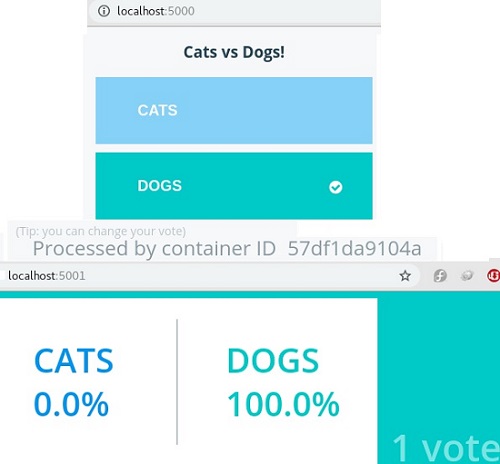 localhost:5000
Cats vs Dogs!
CATS
DOGS
(Tip: you can change your vote)
Processed by container ID 57df1da9104a
localhost:5001
CATS
0.0%
DOGS
100.0%
1 vote